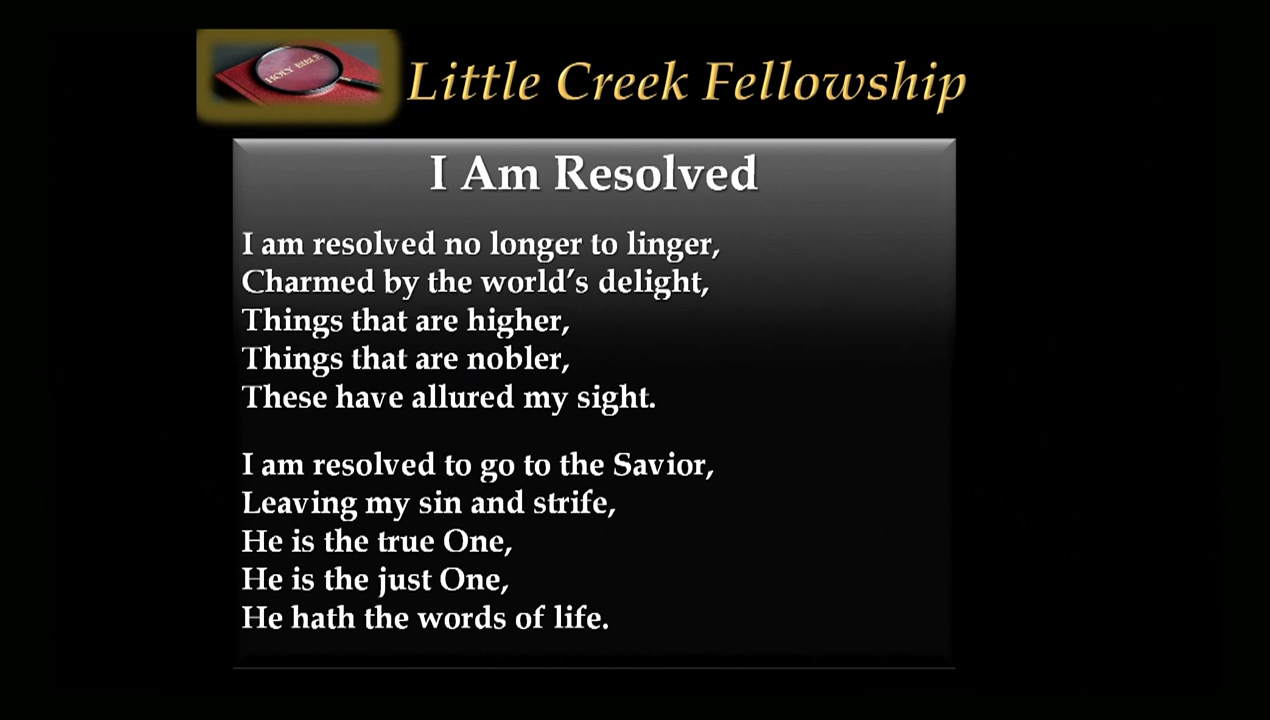 HOLY BIBLE
Little Creek Fellowship
I Am Resolved
I am resolved no longer to linger,
Charmed by the world’s delight,
Things that are higher,
Things that are nobler,
These have allured my sight.
I am resolved to go to the Savior,
Leaving my sin and strife,
He is the true One,
He is the just One,
He hath the words of life.